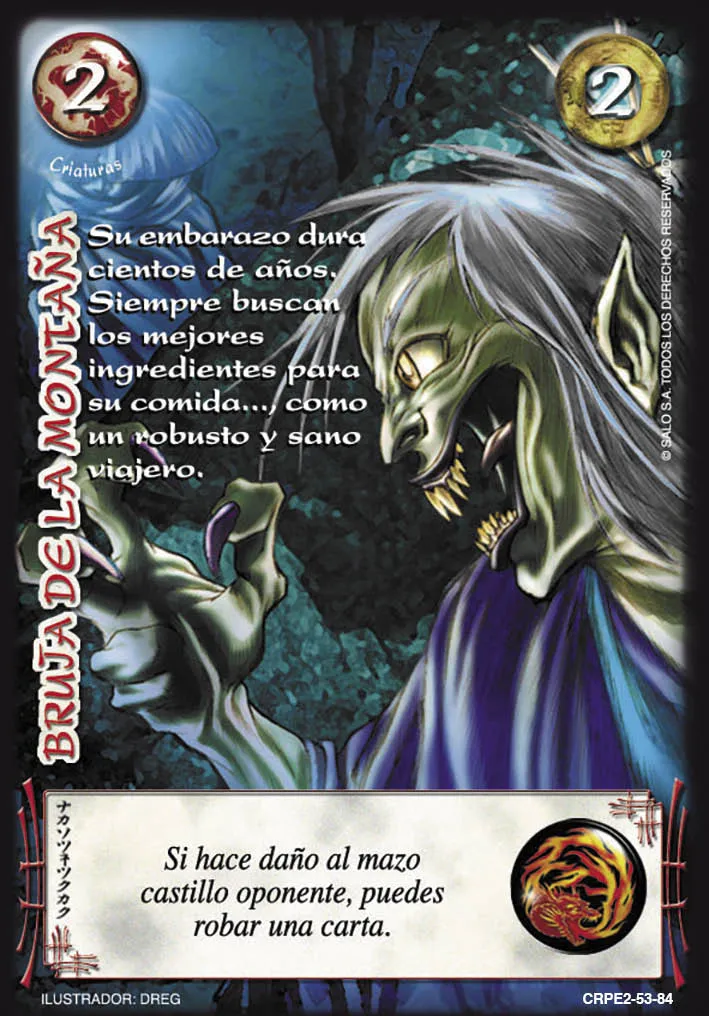 2
2
Criaturas
BRUJA DE LA MONTAÑA
Su embarazo dura
cientos de años.
Siempre buscan
los mejores
ingredientes para
su comida..., como
un robusto y sano
viajero.
© SALO S.A. TODOS LOS DERECHOS RESERVADOS
ナカソツネツクカク
Si hace daño al mazo
castillo oponente, puedes
robar una carta.
ILUSTRADOR: DREG
CRPE2-53-84